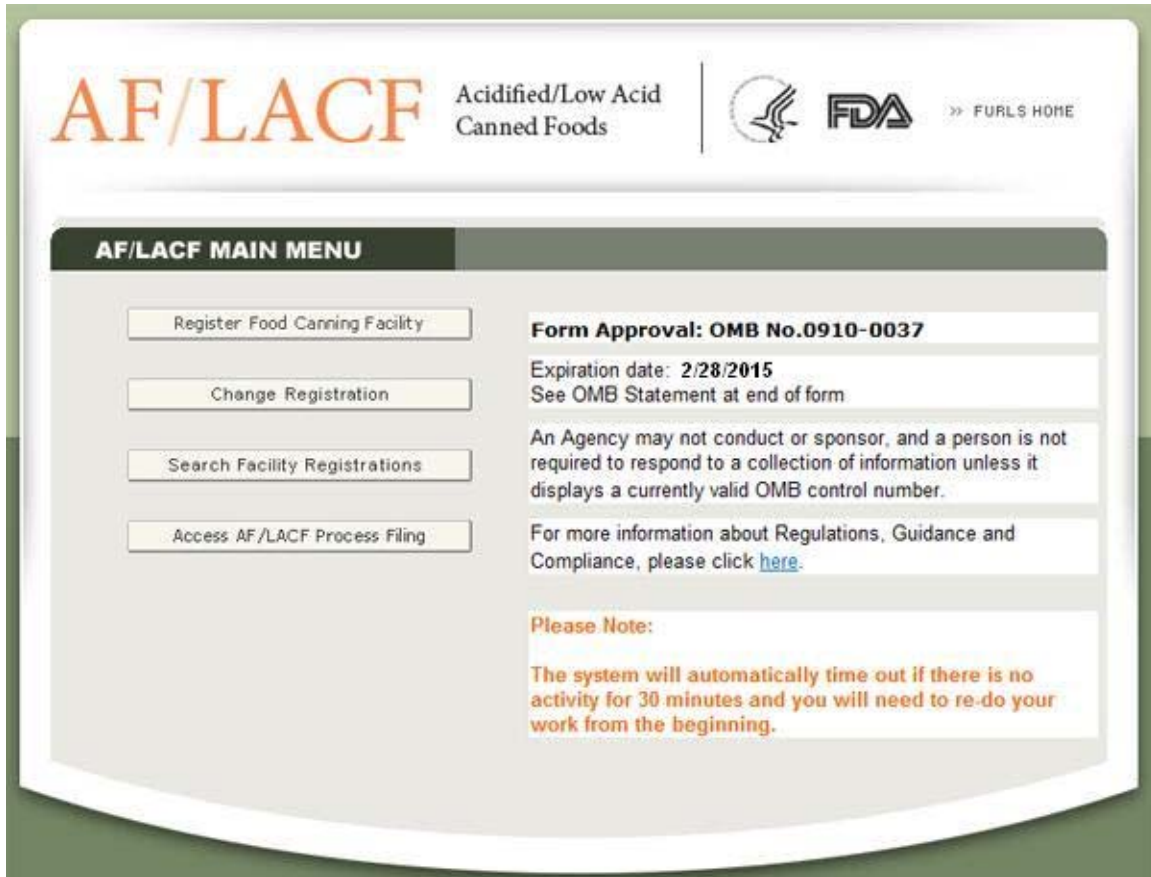 AF/LACF
Acidified/Low Acid
Canned Foods
FDA
>> FURLS HOME
AF/LACF MAIN MENU
Register Food Canning Facility
Change Registration
Search Facility Registrations
Access AF/LACF Process Filing
Form Approval: OMB No.0910-0037
Expiration date: 2/28/2015
See OMB Statement at end of form
An Agency may not conduct or sponsor, and a person is not
required to respond to a collection of information unless it
displays a currently valid OMB control number.
For more information about Regulations, Guidance and
Compliance, please click here.
Please Note:
The system will automatically time out if there is no
activity for 30 minutes and you will need to re-do your
work from the beginning.